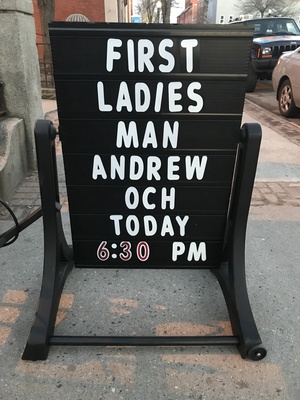 FIRST
LADIES
MAN
ANDREW
OCH
TODAY
6:30 PM